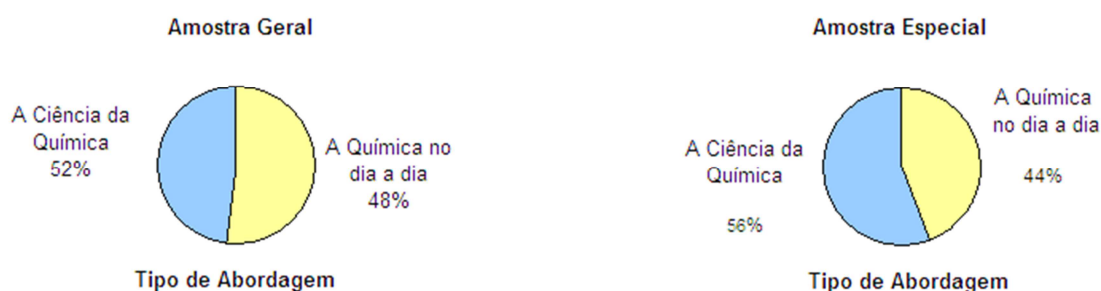 Amostra Geral
A Ciência da
Química
52%
A Química no
dia a dia
48%
Tipo de Abordagem
Amostra Especial
A Ciência da
Química
56%
A Química
no dia a dia
44%
Tipo de Abordagem